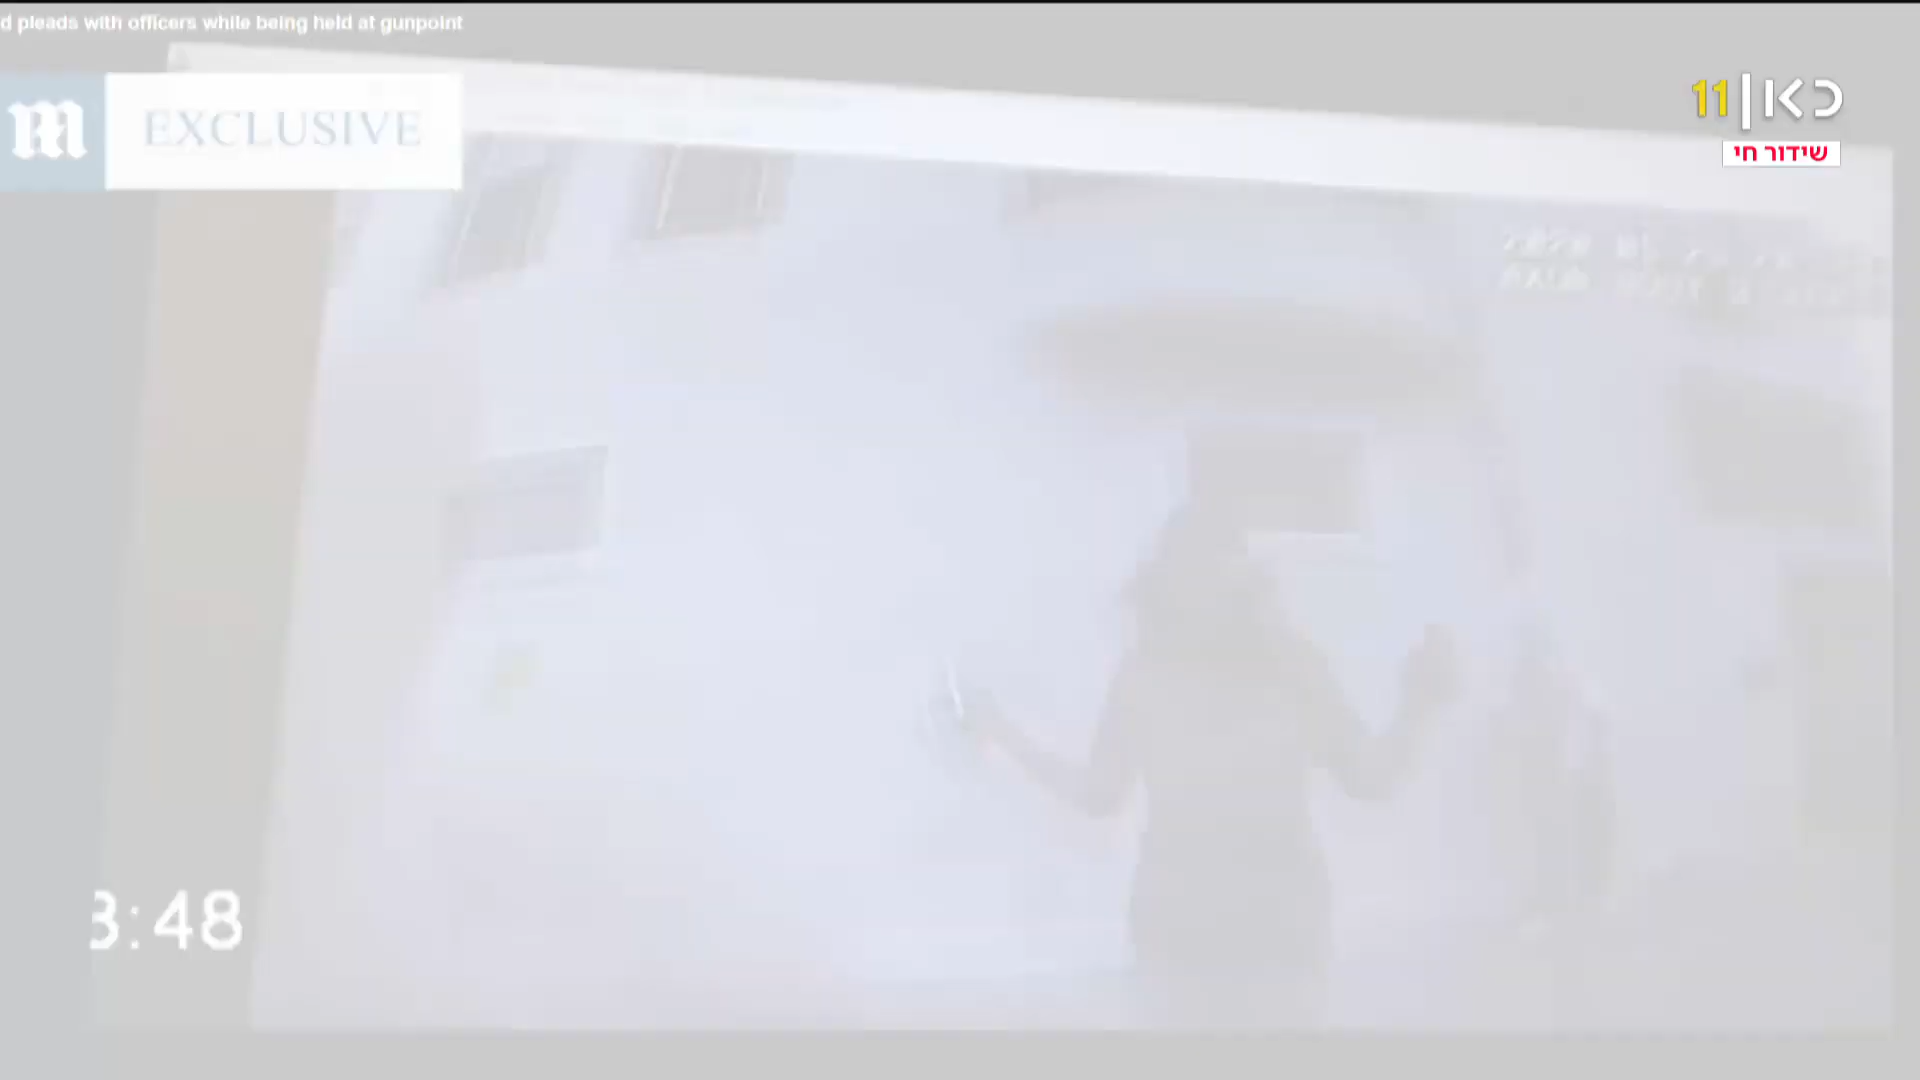 d pleads with officers while being held at gunpoint
EXCLUSIVE
כאן|11
שידור חי
3:48